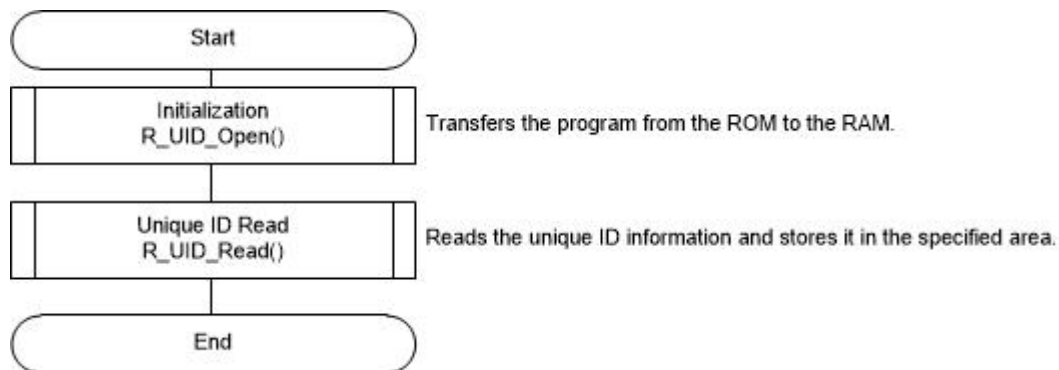 Start
Initialization
R_UID_Open()
Transfers the program from the ROM to the RAM.
Unique ID Read
R_UID_Read()
Reads the unique ID information and stores it in the specified area.
End